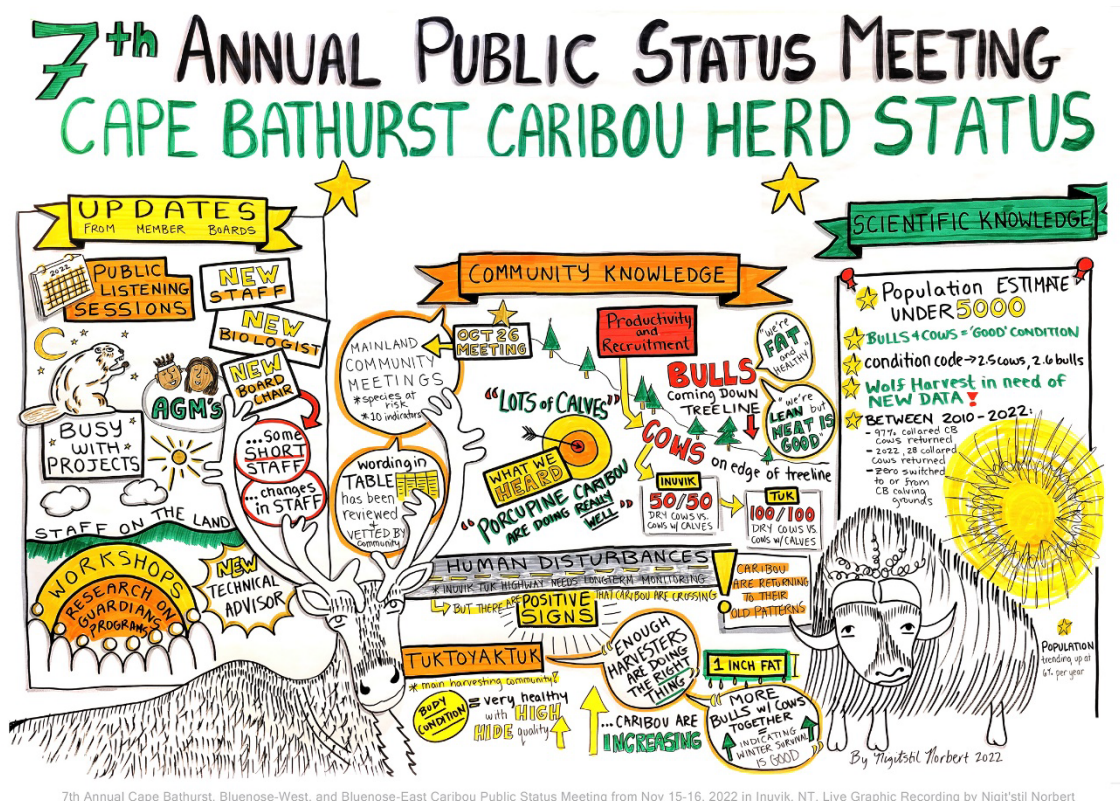 7th ANNUAL PUBLIC STATUS MEETING
CAPE BATHURST CARIBOU HERD STATUS
UPDATES
FROM MEMBER BOARDS
2022
PUBLIC
LISTENING
SESSIONS
NEW
STAFF
NEW
BIOLOGIST
NEW
BOARD
CHAIR
AGM's
BUSY
WITH
PROJECTS
...Some
SHORT
STAFF
...changes
in STAFF
STAFF ON THE LAND
WORKSHOPS
RESEARCH ON
GUARDIANS
PROGRAMS
NEW
TECHNICAL
ADVISOR
COMMUNITY KNOWLEDGE
MAINLAND
COMMUNITY
MEETINGS
*species at
risk
*10 indicators
OCT 26
MEETING
wording in
TABLE
has been
reviewed
+
VETTED BY
community
"LOTS of CALVES"
WHAT WE
HEARD
"PORCUPINE CARIBOU
ARE DOING REALLY
WELL"
Productivity
and
Recruitment
BULLS
coming DOWN
TREELINE
"we're
FAT
and
HEALTHY"
"we're
LEAN but
MEAT IS
GOOD"
COWS
on edge of treeline
INUVIK
50/50
DRY COWS VS.
COWS W/ CALVES
TUK
100/100
DRY COWS VS.
COWS W/CALVES
HUMAN DISTURBANCES
* INUVIK TUK HIGHWAY NEEDS LONGTERM MONITORING
BUT THERE ARE
POSITIVE
SIGNS
THAT CARIBOU ARE CROSSING
!
CARIBOU
ARE RETURNING
TO THEIR
OLD PATTERNS
TUKTOYAKTUK
* main harvesting community?
BODY
CONDITION
= very healthy
with HIGH
HIDE quality
"ENOUGH
HARVESTERS
ARE DOING
THE RIGHT
THING"
...CARIBOU ARE
INCREASING
1 INCH FAT
"MORE
BULLS W/ COWS
TOGETHER
=
INDICATING
WINTER SURVIVAL
IS GOOD"
SCIENTIFIC KNOWLEDGE
Population ESTIMATE
UNDER 5000
BULLS & COWS = 'GOOD' CONDITION
condition code → 2.5 cows, 2.6 bulls
Wolf Harvest in need of
NEW DATA!
BETWEEN 2010-2022:
- 97% collared CB
cows returned
- 2022, 28 collared
cows returned
- zero switched
to or from
CB calving
grounds
POPULATION
trending up at
6% per year
By Nigit'stil Norbert 2022
7th Annual Cape Bathurst, Bluenose-West, and Bluenose-East Caribou Public Status Meeting from Nov 15-16, 2022 in Inuvik, NT. Live Graphic Recording by Nigit'stil Norbert